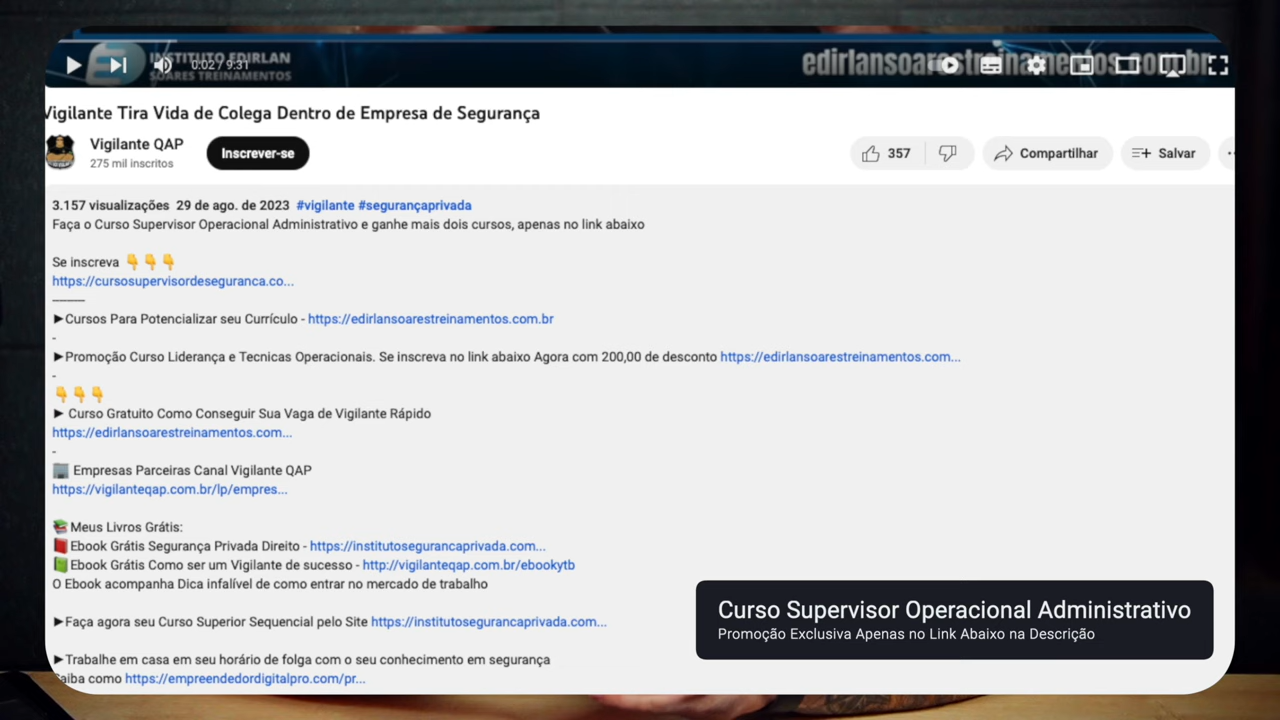 INSTITUTO EDIRLAN
SOARES TREINAMENTOS
0:02 / 9:31
edirlansoarestreinamentos.com.br
Vigilante Tira Vida de Colega Dentro de Empresa de Segurança
Vigilante QAP
275 mil inscritos
Inscrever-se
357
Compartilhar
Salvar
3.157 visualizações 29 de ago. de 2023 #vigilante #segurançaprivada
Faça o Curso Supervisor Operacional Administrativo e ganhe mais dois cursos, apenas no link abaixo
Se inscreva 👇👇👇
https://cursosupervisordeseguranca.co...
-------
►Cursos Para Potencializar seu Currículo - https://edirlansoarestreinamentos.com.br
-
►Promoção Curso Liderança e Tecnicas Operacionais. Se inscreva no link abaixo Agora com 200,00 de desconto https://edirlansoarestreinamentos.com...
-
👇👇👇
► Curso Gratuito Como Conseguir Sua Vaga de Vigilante Rápido
https://edirlansoarestreinamentos.com...
-
🏢 Empresas Parceiras Canal Vigilante QAP
https://vigilanteqap.com.br/lp/empres...
📚 Meus Livros Grátis:
📕 Ebook Grátis Segurança Privada Direito - https://institutosegurancaprivada.com...
📗 Ebook Grátis Como ser um Vigilante de sucesso - http://vigilanteqap.com.br/ebookytb
O Ebook acompanha Dica infalível de como entrar no mercado de trabalho
►Faça agora seu Curso Superior Sequencial pelo Site https://institutosegurancaprivada.com...
►Trabalhe em casa em seu horário de folga com o seu conhecimento em segurança
Saiba como https://empreendedordigitalpro.com/pr...
Curso Supervisor Operacional Administrativo
Promoção Exclusiva Apenas no Link Abaixo na Descrição